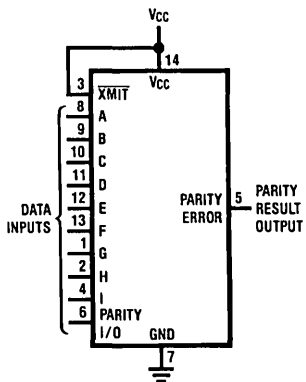 VCC
14
VCC
3
XMIT
8
A
9
B
10
C
11
D
12
E
13
F
1
G
2
H
4
I
6
PARITY
I/O
DATA
INPUTS
PARITY
ERROR
5
PARITY
RESULT
OUTPUT
GND
7